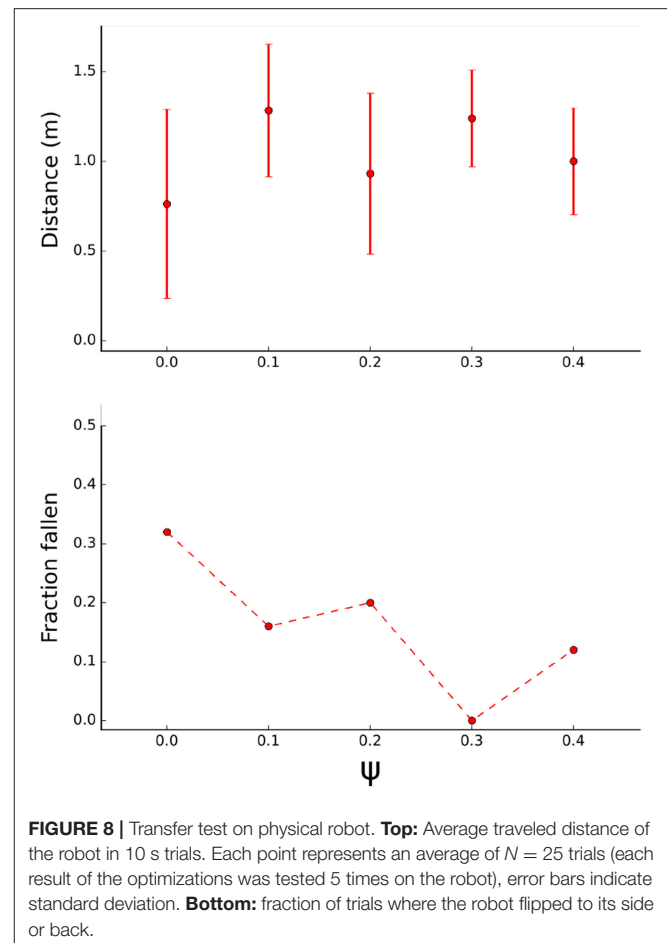 Distance (m)
1.5
1.0
0.5
0.0
0.0 0.1 0.2 0.3 0.4
Fraction fallen
0.5
0.4
0.3
0.2
0.1
0.0
0.0 0.1 0.2 0.3 0.4
ψ
FIGURE 8 | Transfer test on physical robot. Top: Average traveled distance of
the robot in 10 s trials. Each point represents an average of N = 25 trials (each
result of the optimizations was tested 5 times on the robot), error bars indicate
standard deviation. Bottom: fraction of trials where the robot flipped to its side
or back.